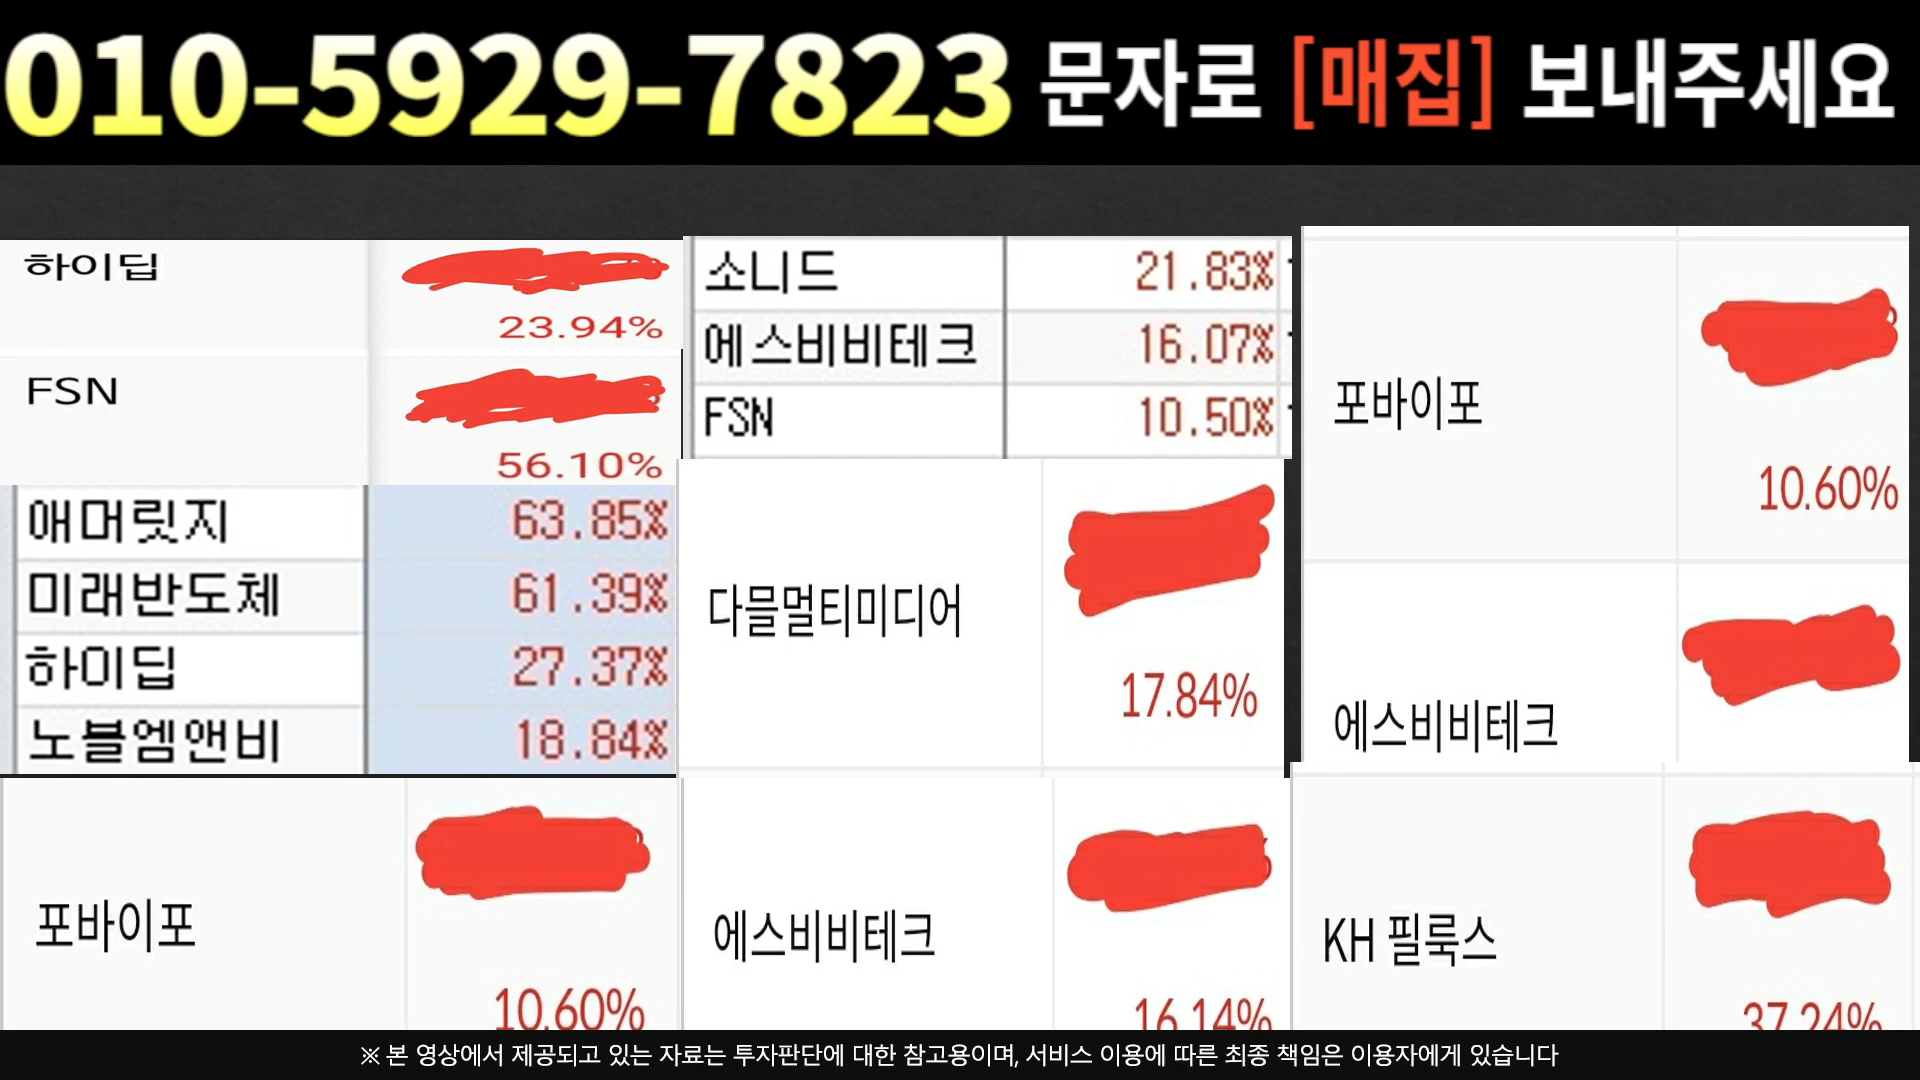 010-5929-7823 문자로 [매집] 보내주세요
하이딥
23.94%
FSN
56.10%
애머릿지 63.85%
미래반도체 61.39%
하이딥 27.37%
노블엠앤비 18.84%
소니드 21.83%
에스비비테크 16.07%
FSN 10.50%
다믈멀티미디어
17.84%
포바이포
10.60%
에스비비테크
포바이포
10.60%
에스비비테크
16.14%
KH 필룩스
37.24%
※ 본 영상에서 제공되고 있는 자료는 투자판단에 대한 참고용이며, 서비스 이용에 따른 최종 책임은 이용자에게 있습니다